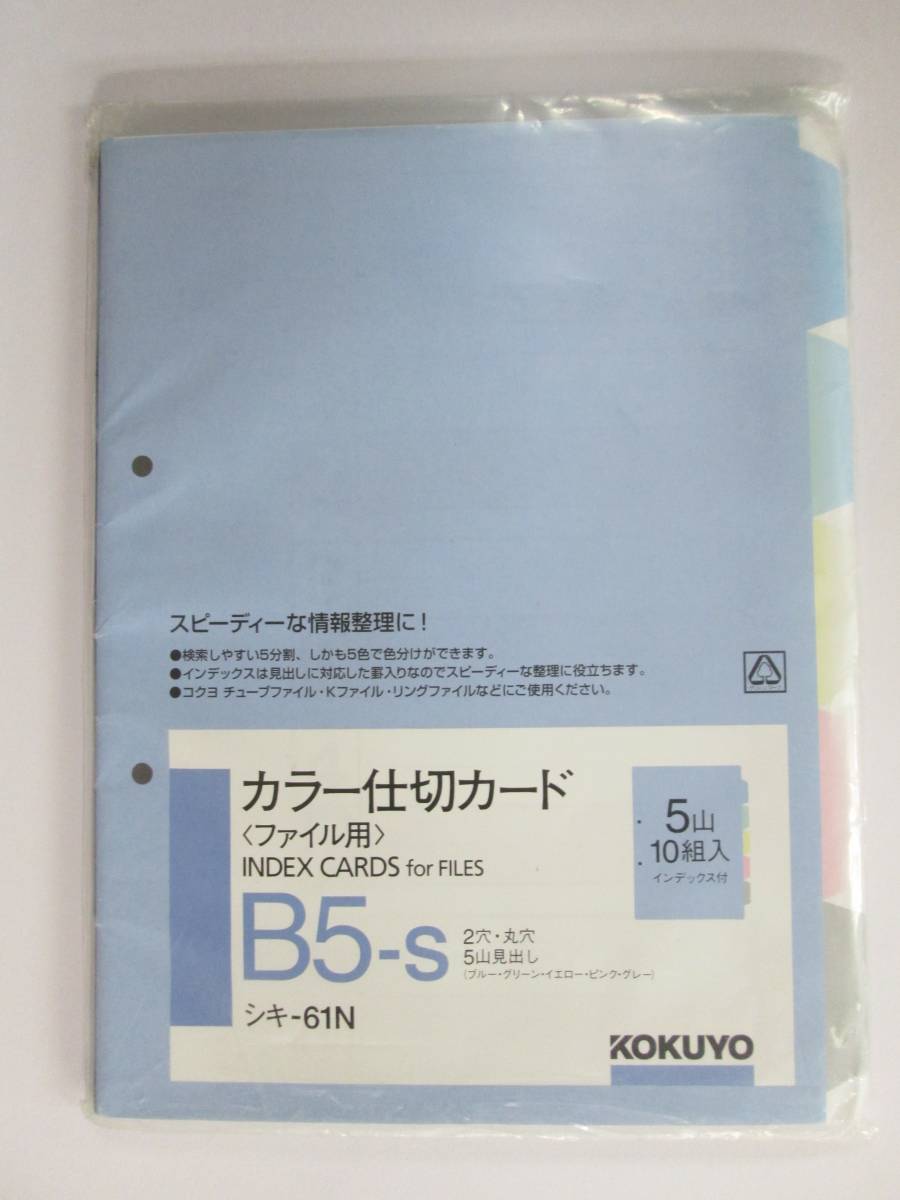 スピーディーな情報整理に!
●検索しやすい5分割、しかも5色で色分けができます。
●インデックスは見出しに対応した罫入りなのでスピーディーな整理に役立ちます。
●コクヨ チューブファイル・Kファイル・リングファイルなどにご使用ください。
カラー仕切カード
〈ファイル用〉
INDEX CARDS for FILES
B5-S
2穴・丸穴
5山見出し
(ブルー・グリーン・イエロー・ピンク・グレー)
シキ-61N
5山
10組入
インデックス付
KOKUYO